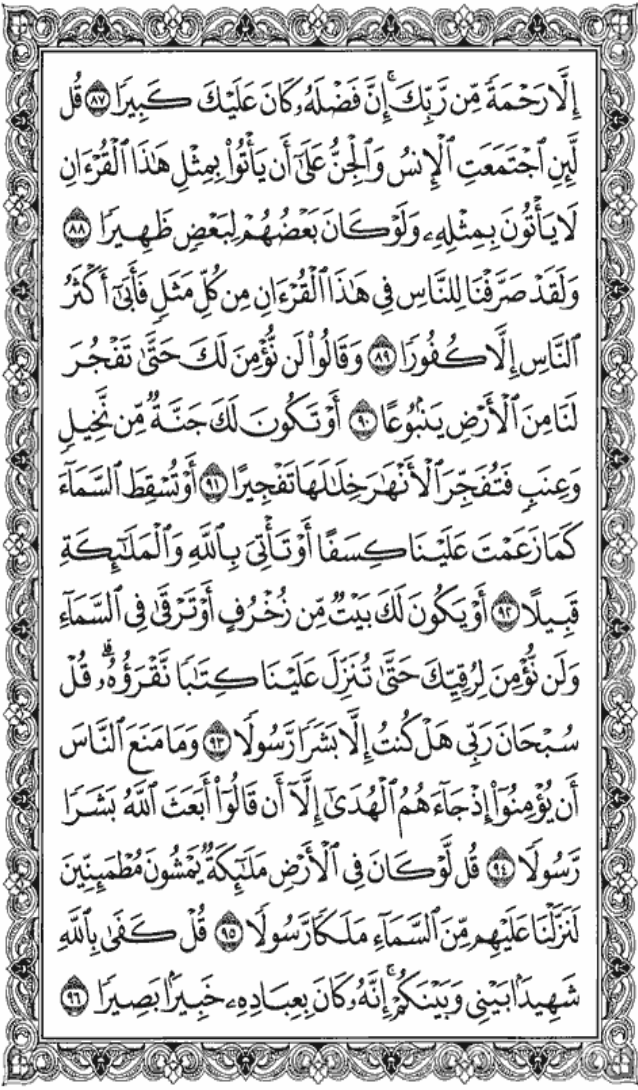 إِلَّا رَحْمَةً مِّن رَّبِّكَ ۚ إِنَّ فَضْلَهُۥ كَانَ عَلَيْكَ كَبِيرًا ٨٧ قُل
لَّئِنِ ٱجْتَمَعَتِ ٱلْإِنسُ وَٱلْجِنُّ عَلَىٰٓ أَن يَأْتُوا۟ بِمِثْلِ هَـٰذَا ٱلْقُرْءَانِ
لَا يَأْتُونَ بِمِثْلِهِۦ وَلَوْ كَانَ بَعْضُهُمْ لِبَعْضٍ ظَهِيرًا ٨٨
وَلَقَدْ صَرَّفْنَا لِلنَّاسِ فِى هَـٰذَا ٱلْقُرْءَانِ مِن كُلِّ مَثَلٍ فَأَبَىٰٓ أَكْثَرُ
ٱلنَّاسِ إِلَّا كُفُورًا ٨٩ وَقَالُوا۟ لَن نُّؤْمِنَ لَكَ حَتَّىٰ تَفْجُرَ
لَنَا مِنَ ٱلْأَرْضِ يَنۢبُوعًا ٩٠ أَوْ تَكُونَ لَكَ جَنَّةٌ مِّن نَّخِيلٍ
وَعِنَبٍ فَتُفَجِّرَ ٱلْأَنْهَـٰرَ خِلَـٰلَهَا تَفْجِيرًا ٩١ أَوْ تُسْقِطَ ٱلسَّمَآءَ
كَمَا زَعَمْتَ عَلَيْنَا كِسَفًا أَوْ تَأْتِىَ بِٱللَّهِ وَٱلْمَلَـٰٓئِكَةِ
قَبِيلًا ٩٢ أَوْ يَكُونَ لَكَ بَيْتٌ مِّن زُخْرُفٍ أَوْ تَرْقَىٰ فِى ٱلسَّمَآءِ
وَلَن نُّؤْمِنَ لِرُقِيِّكَ حَتَّىٰ تُنَزِّلَ عَلَيْنَا كِتَـٰبًا نَّقْرَؤُهُۥ ۗ قُلْ
سُبْحَانَ رَبِّى هَلْ كُنتُ إِلَّا بَشَرًا رَّسُولًا ٩٣ وَمَا مَنَعَ ٱلنَّاسَ
أَن يُؤْمِنُوٓا۟ إِذْ جَآءَهُمُ ٱلْهُدَىٰٓ إِلَّآ أَن قَالُوٓا۟ أَبَعَثَ ٱللَّهُ بَشَرًا
رَّسُولًا ٩٤ قُل لَّوْ كَانَ فِى ٱلْأَرْضِ مَلَـٰٓئِكَةٌ يَمْشُونَ مُطْمَئِنِّينَ
لَنَزَّلْنَا عَلَيْهِم مِّنَ ٱلسَّمَآءِ مَلَكًا رَّسُولًا ٩٥ قُلْ كَفَىٰ بِٱللَّهِ
شَهِيدًۢا بَيْنِى وَبَيْنَكُمْ ۚ إِنَّهُۥ كَانَ بِعِبَادِهِۦ خَبِيرًۢا بَصِيرًا ٩٦